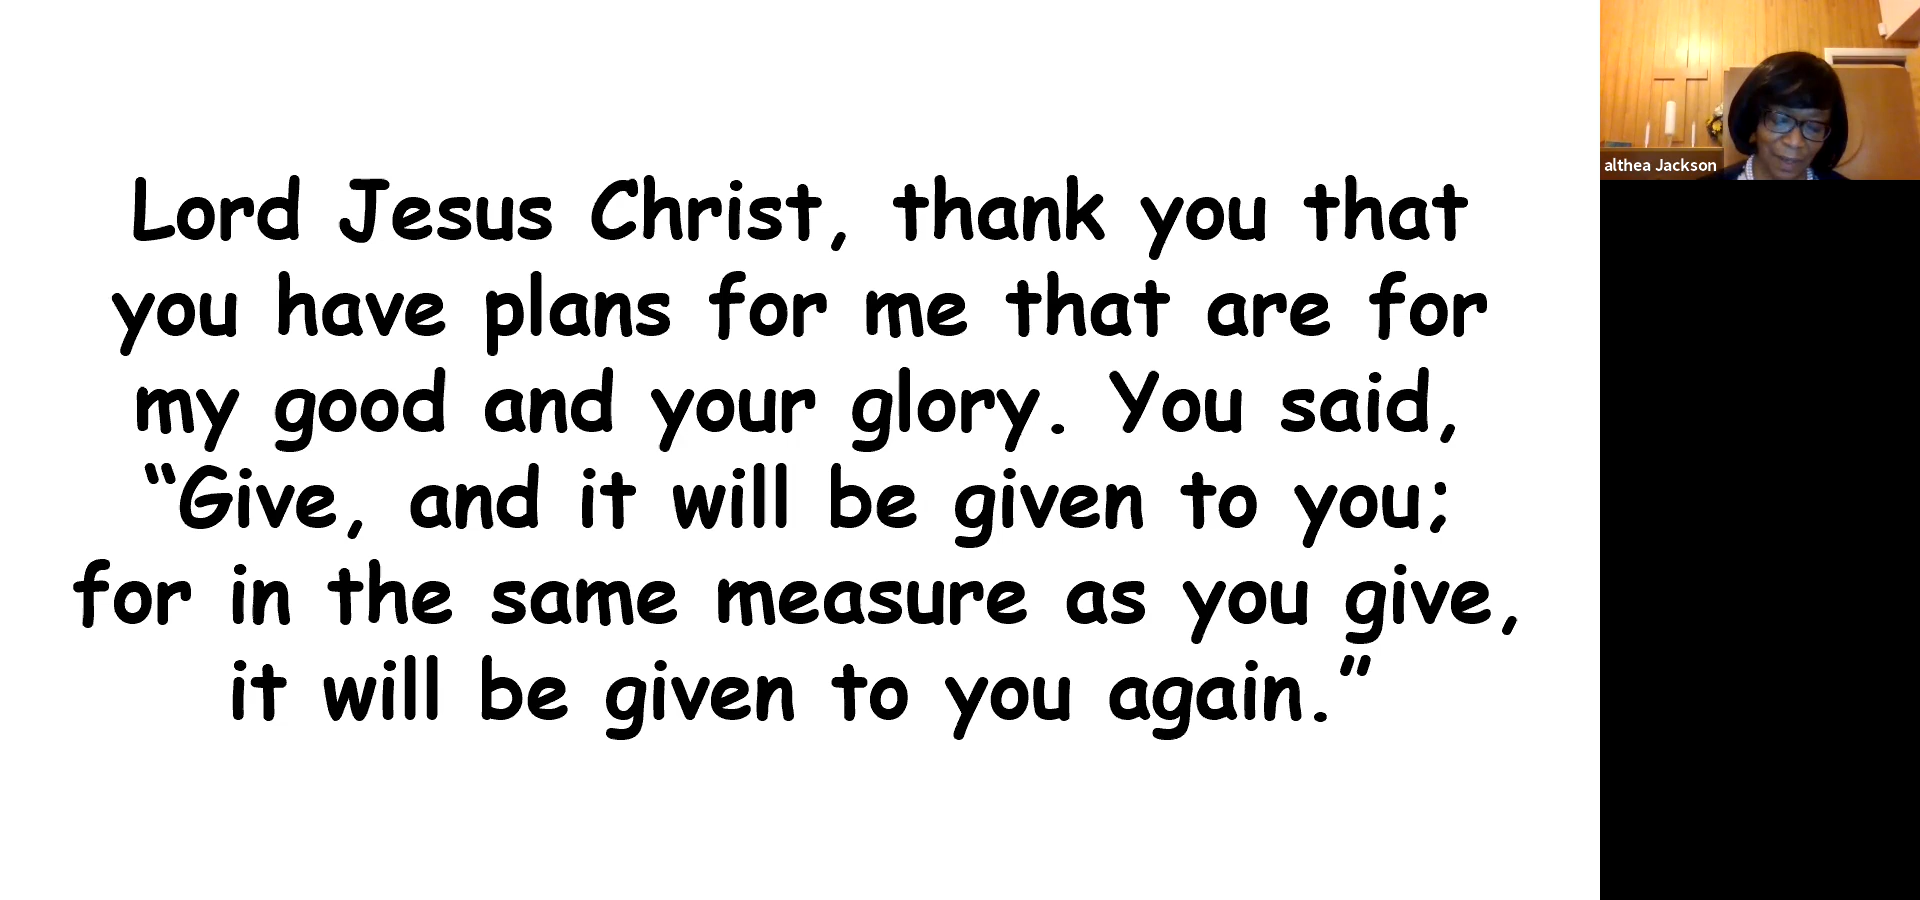 Lord Jesus Christ, thank you that
you have plans for me that are for
my good and your glory. You said,
“Give, and it will be given to you;
for in the same measure as you give,
it will be given to you again.”
althea Jackson